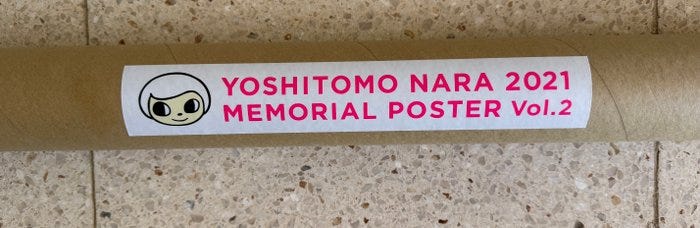 YOSHITOMO NARA 2021
MEMORIAL POSTER Vol.2